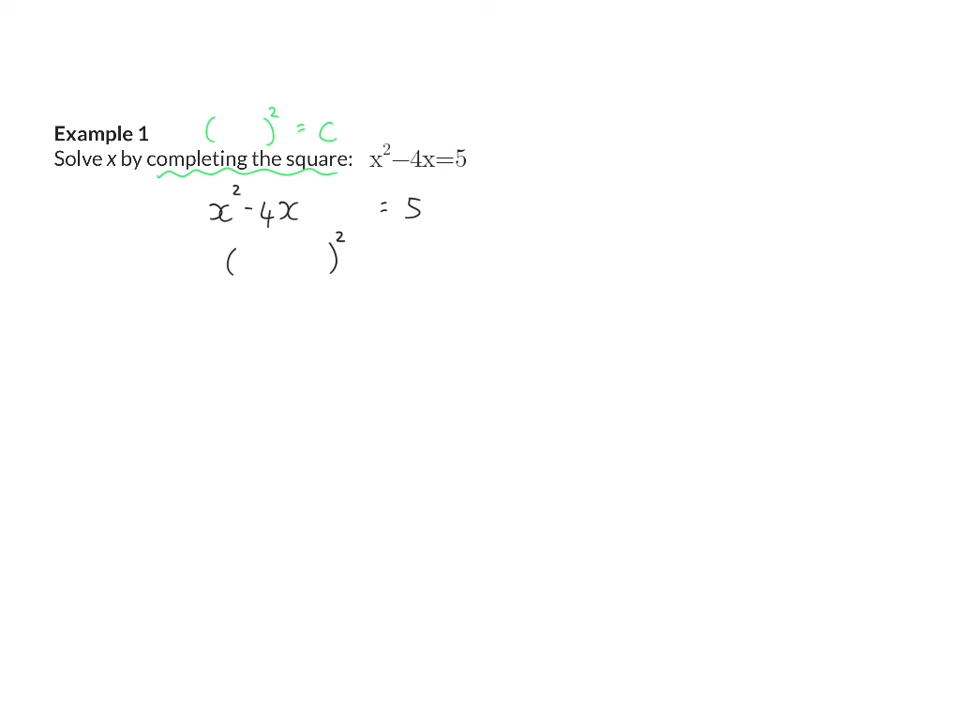 Example 1 ( )² = C
Solve x by completing the square: x²−4x=5
x² - 4x = 5
( )²